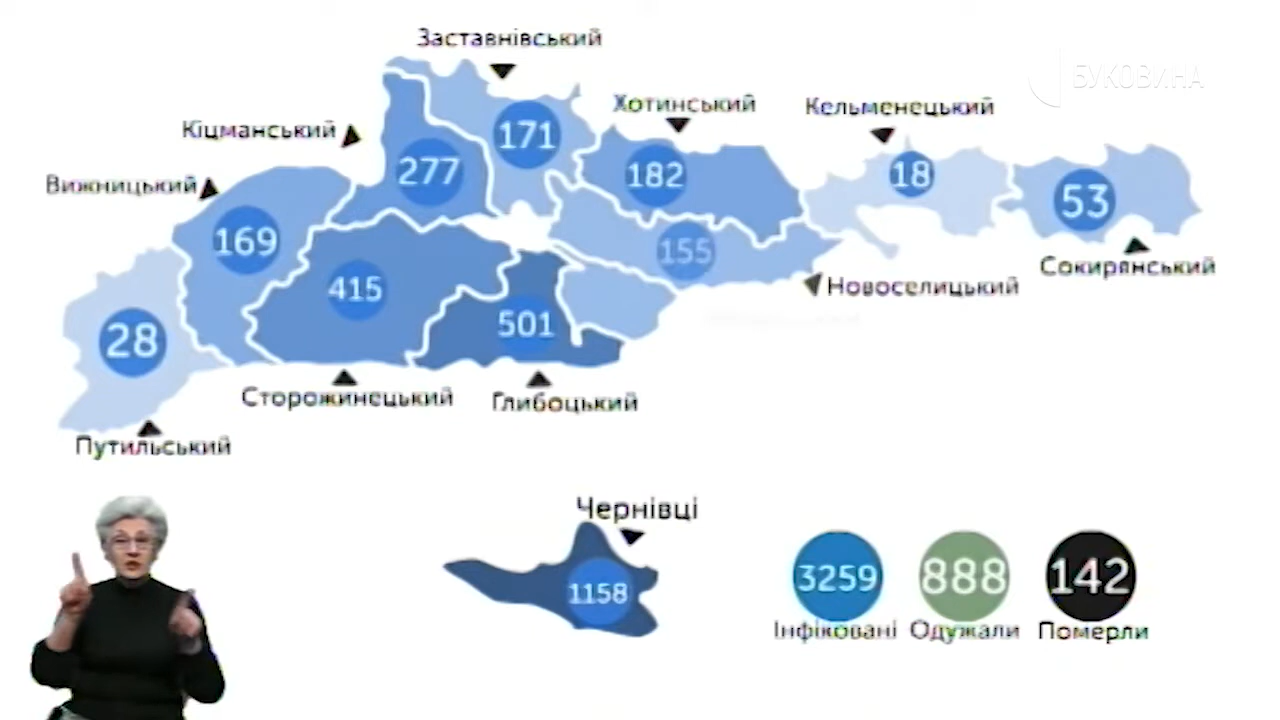 Заставнівський
БУКОВИНА
Хотинський
Кельменецький
Кіцманський
171
277
182
18
Вижницький
53
169
155
Сокирянський
415
Новоселицький
501
28
Сторожинецький
Глибоцький
Путильський
Чернівці
1158
3259
888
142
Інфіковані
Одужали
Померли